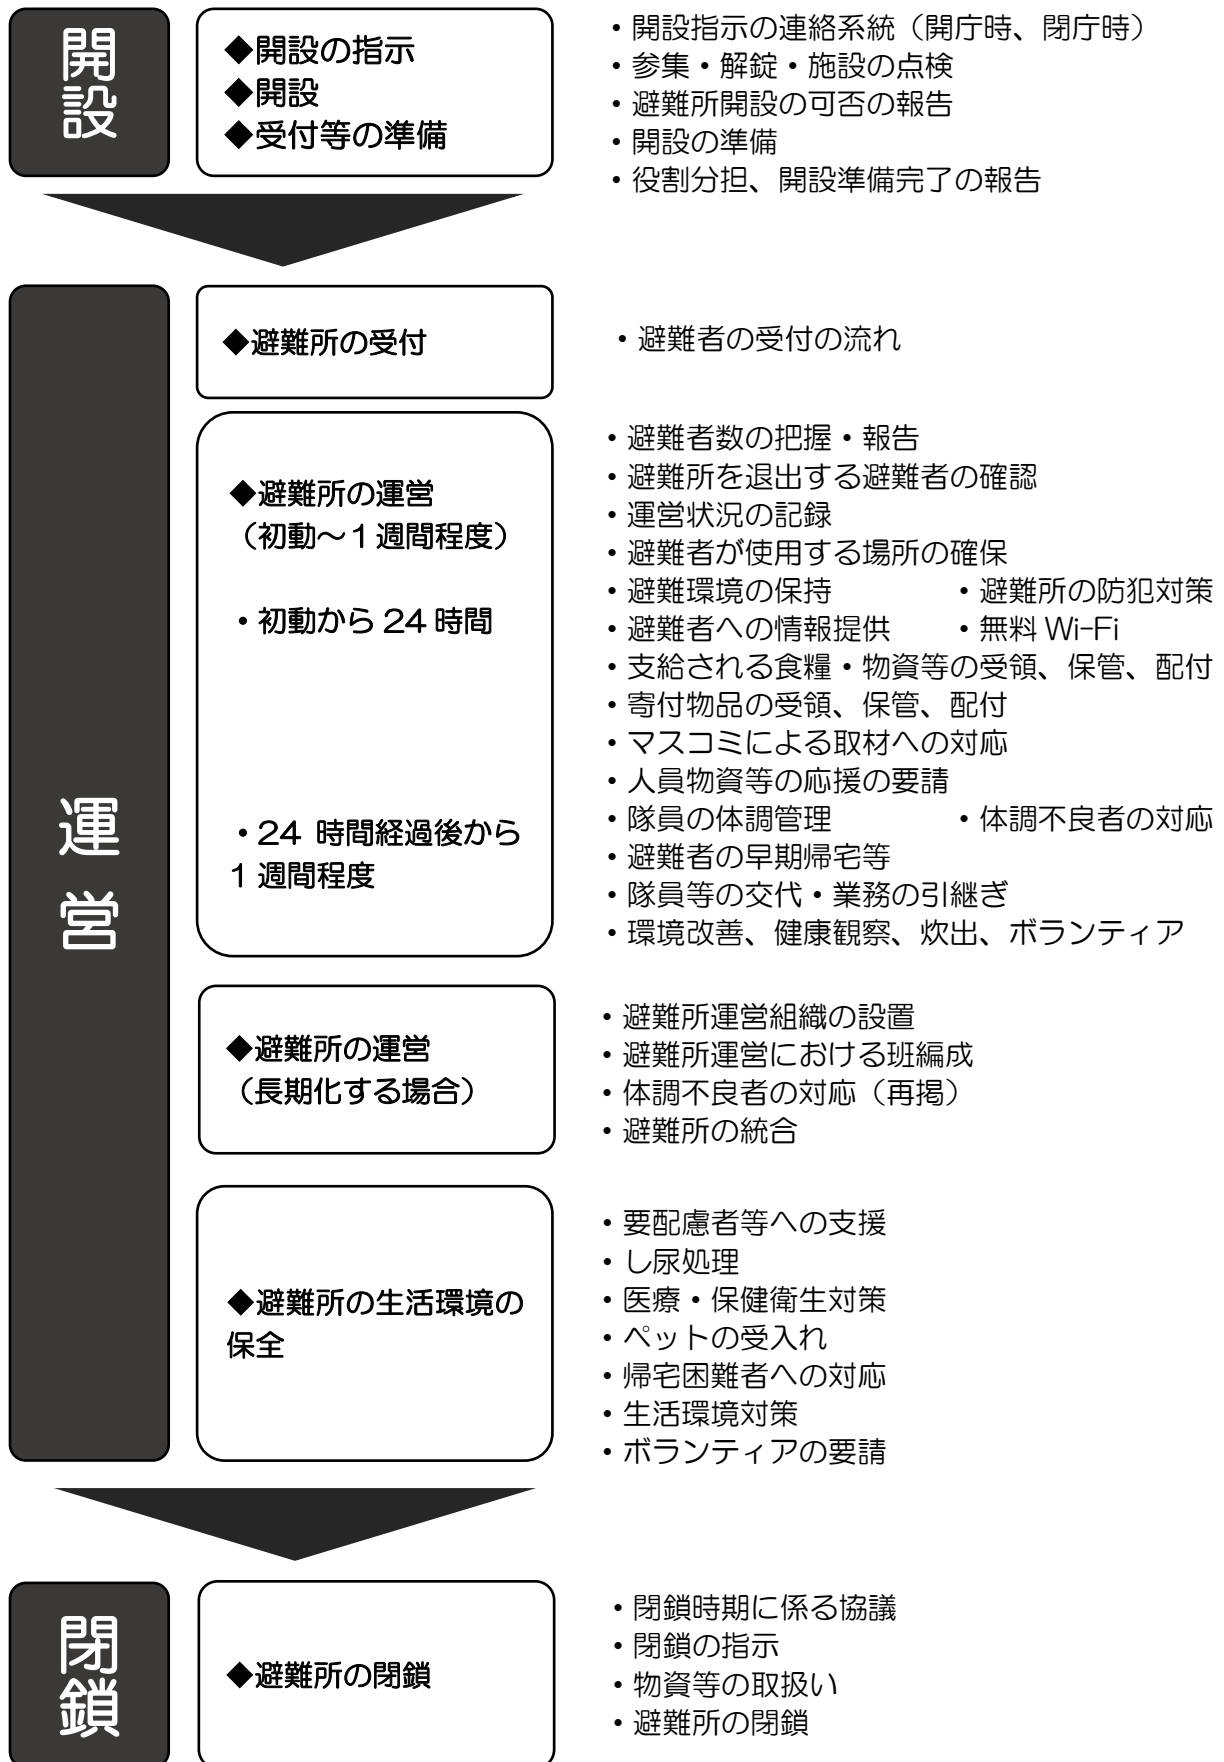 開設
◆開設の指示
◆開設
◆受付等の準備
・開設指示の連絡系統（開庁時、閉庁時）
・参集・解錠・施設の点検
・避難所開設の可否の報告
・開設の準備
・役割分担、開設準備完了の報告
運営
◆避難所の受付
・避難者の受付の流れ
◆避難所の運営
（初動～１週間程度）
・初動から 24 時間
・24 時間経過後から
１週間程度
・避難者数の把握・報告
・避難所を退出する避難者の確認
・運営状況の記録
・避難者が使用する場所の確保
・避難環境の保持　・避難所の防犯対策
・避難者への情報提供　・無料 Wi-Fi
・支給される食糧・物資等の受領、保管、配付
・寄付物品の受領、保管、配付
・マスコミによる取材への対応
・人員物資等の応援の要請
・隊員の体調管理　・体調不良者の対応
・避難者の早期帰宅等
・隊員等の交代・業務の引継ぎ
・環境改善、健康観察、炊出、ボランティア
◆避難所の運営
（長期化する場合）
・避難所運営組織の設置
・避難所運営における班編成
・体調不良者の対応（再掲）
・避難所の統合
◆避難所の生活環境の
保全
・要配慮者等への支援
・し尿処理
・医療・保健衛生対策
・ペットの受入れ
・帰宅困難者への対応
・生活環境対策
・ボランティアの要請
閉鎖
◆避難所の閉鎖
・閉鎖時期に係る協議
・閉鎖の指示
・物資等の取扱い
・避難所の閉鎖